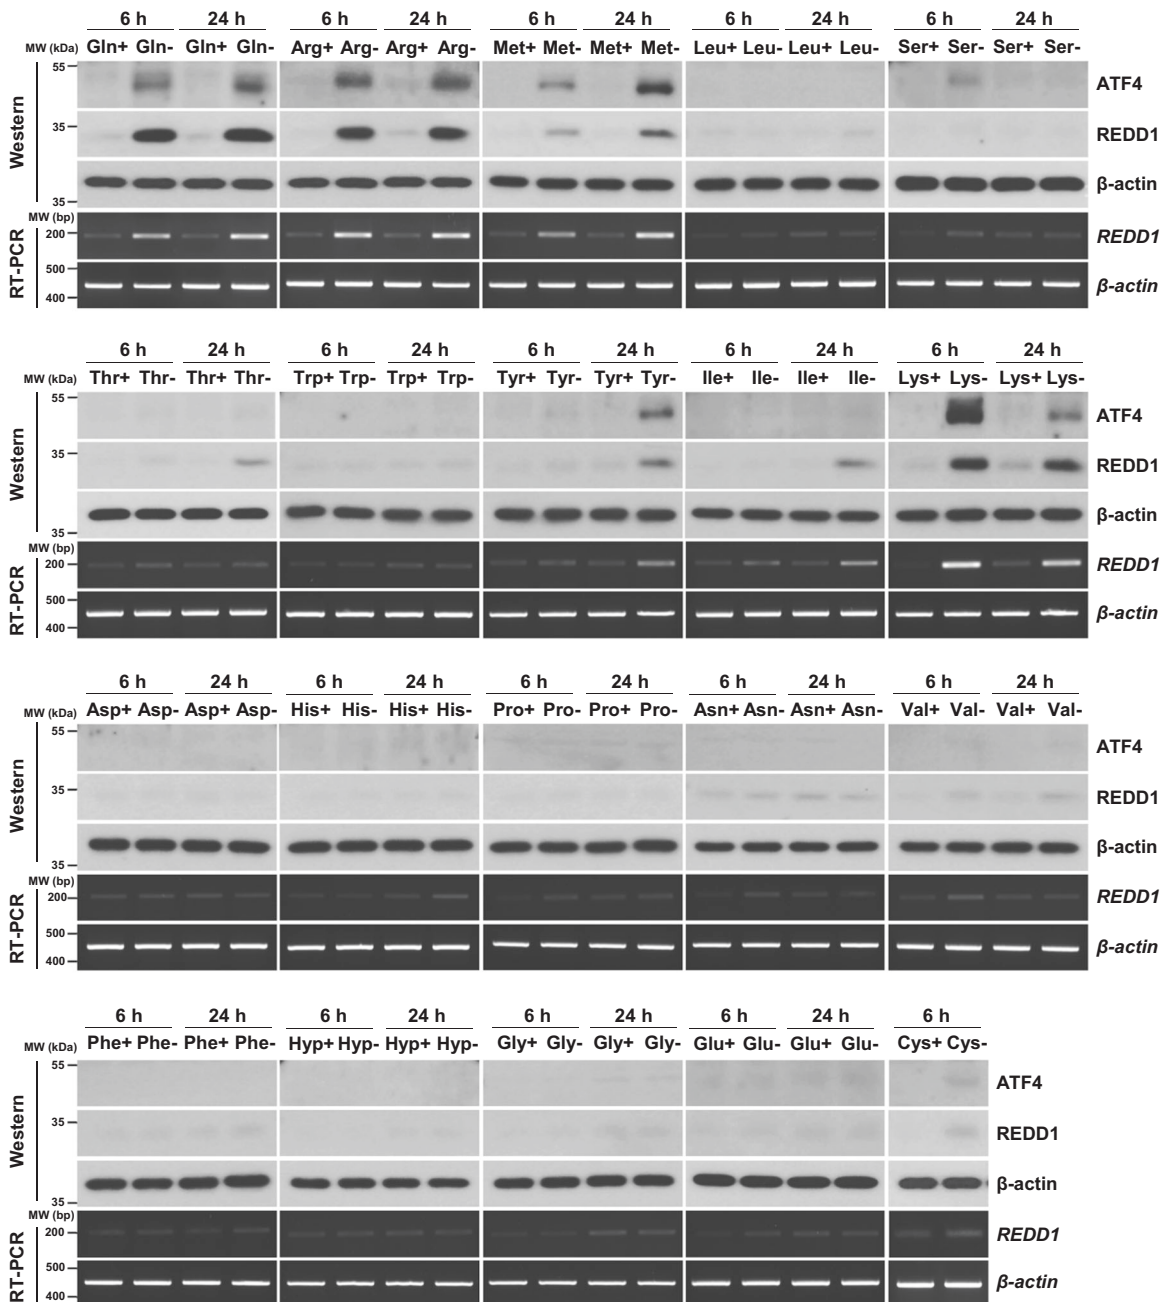 6 h 24 h 6 h 24 h 6 h 24 h 6 h 24 h 6 h 24 h
MW (kDa) Gln+ Gln- Gln+ Gln- Arg+ Arg- Arg+ Arg- Met+ Met- Met+ Met- Leu+ Leu- Leu+ Leu- Ser+ Ser- Ser+ Ser-
55
ATF4
Western
35
REDD1
β-actin
35
MW (bp)
200
REDD1
RT-PCR
500
β-actin
400
6 h 24 h 6 h 24 h 6 h 24 h 6 h 24 h 6 h 24 h
MW (kDa) Thr+ Thr- Thr+ Thr- Trp+ Trp- Trp+ Trp- Tyr+ Tyr- Tyr+ Tyr- Ile+ Ile- Ile+ Ile- Lys+ Lys- Lys+ Lys-
55
ATF4
Western
35
REDD1
β-actin
35
MW (bp)
200
REDD1
RT-PCR
500
β-actin
400
6 h 24 h 6 h 24 h 6 h 24 h 6 h 24 h 6 h 24 h
MW (kDa) Asp+ Asp- Asp+ Asp- His+ His- His+ His- Pro+ Pro- Pro+ Pro- Asn+ Asn- Asn+ Asn- Val+ Val- Val+ Val-
55
ATF4
Western
35
REDD1
β-actin
35
MW (bp)
200
REDD1
RT-PCR
500
β-actin
400
6 h 24 h 6 h 24 h 6 h 24 h 6 h 24 h 6 h
MW (kDa) Phe+ Phe- Phe+ Phe- Hyp+ Hyp- Hyp+ Hyp- Gly+ Gly- Gly+ Gly- Glu+ Glu- Glu+ Glu- Cys+ Cys-
55
ATF4
Western
35
REDD1
β-actin
35
MW (bp)
200
REDD1
RT-PCR
500
β-actin
400